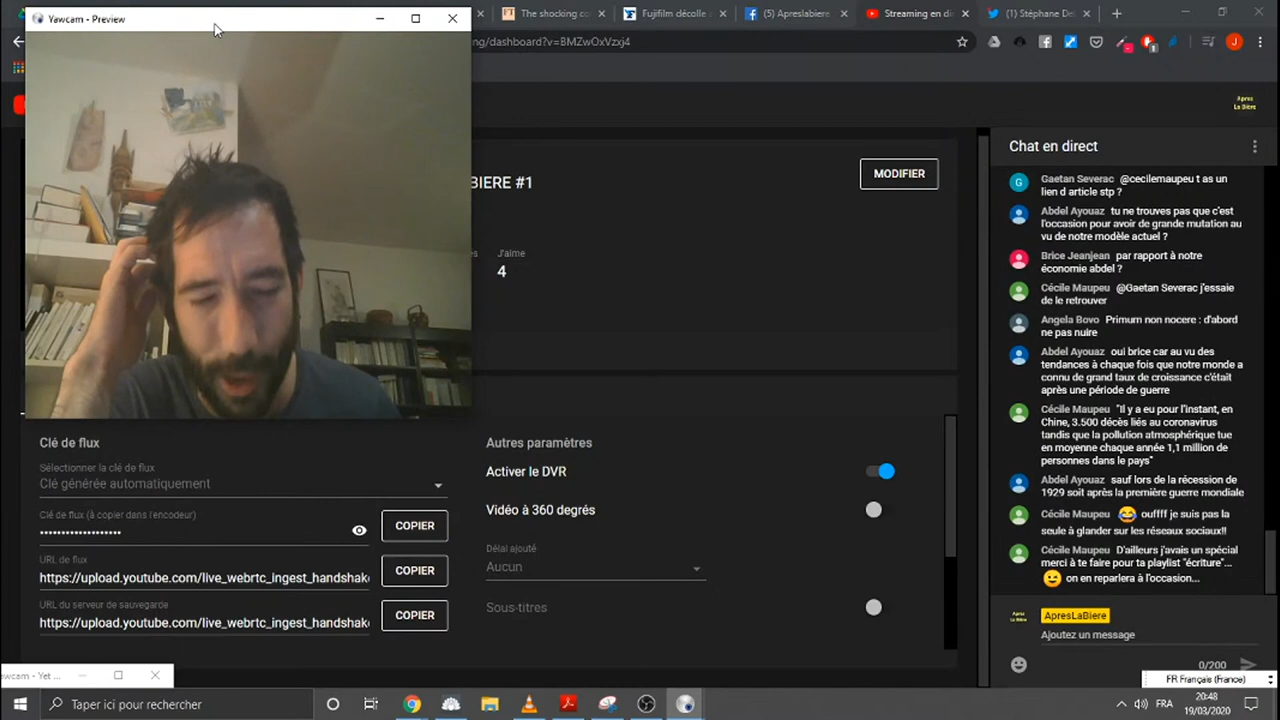 Yawcam - Preview
The shocking co
Fujifilm décolle
(5) Apreslabiere
Streaming en di
(1) Stéphane De
ng/dashboard?v=BMZwOxVzxj4
J
Apres
La Bière
BIERE #1
MODIFIER
es
J'aime
4
Clé de flux
Sélectionner la clé de flux
Clé générée automatiquement
Clé de flux (à copier dans l'encodeur)
••••••••••••••••••
COPIER
URL de flux
https://upload.youtube.com/live_webrtc_ingest_handshake
COPIER
URL du serveur de sauvegarde
https://upload.youtube.com/live_webrtc_ingest_handshake
COPIER
Autres paramètres
Activer le DVR
Vidéo à 360 degrés
Délai ajouté
Aucun
Sous-titres
Chat en direct
G
Gaetan Severac @cecilemaupeu t as un
lien d article stp ?
Abdel Ayouaz tu ne trouves pas que c'est
l'occasion pour avoir de grande mutation au
vu de notre modèle actuel ?
Brice Jeanjean par rapport à notre
économie abdel ?
Cécile Maupeu @Gaetan Severac j'essaie
de le retrouver
Angela Bovo Primum non nocere : d'abord
ne pas nuire
Abdel Ayouaz oui brice car au vu des
tendances à chaque fois que notre monde a
connu de grand taux de croissance c'était
après une période de guerre
Cécile Maupeu "Il y a eu pour l'instant, en
Chine, 3.500 décès liés au coronavirus
tandis que la pollution atmosphérique tue
en moyenne chaque année 1,1 million de
personnes dans le pays"
Abdel Ayouaz sauf lors de la récession de
1929 soit après la première guerre mondiale
Cécile Maupeu 😂 oufff je suis pas la
seule à glander sur les réseaux sociaux!!
Cécile Maupeu D'ailleurs j'avais un spécial
merci à te faire pour ta playlist "écriture"...
😉 on en reparlera à l'occasion...
ApresLaBiere
Ajoutez un message
0/200
FR Français (France)
awcam - Yet ...
Taper ici pour rechercher
FRA
20:48
19/03/2020